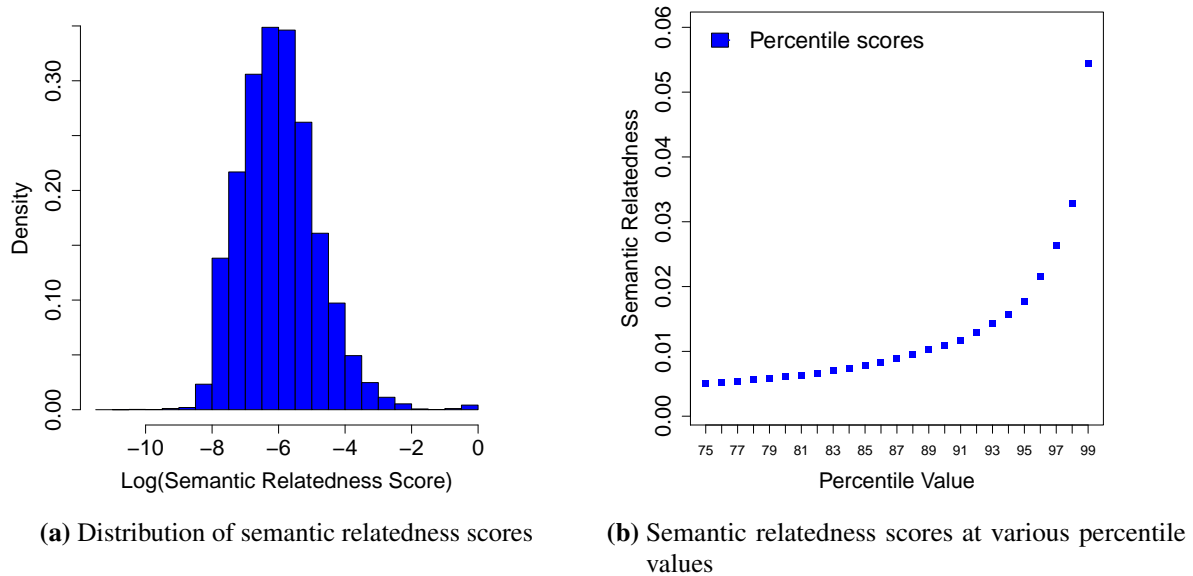 0.00 0.10 0.20 0.30
Density
−10 −8 −6 −4 −2 0
Log(Semantic Relatedness Score)
(a) Distribution of semantic relatedness scores
Percentile scores
0.00 0.01 0.02 0.03 0.04 0.05 0.06
Semantic Relatedness
75 77 79 81 83 85 87 89 91 93 95 97 99
Percentile Value
(b) Semantic relatedness scores at various percentile
values